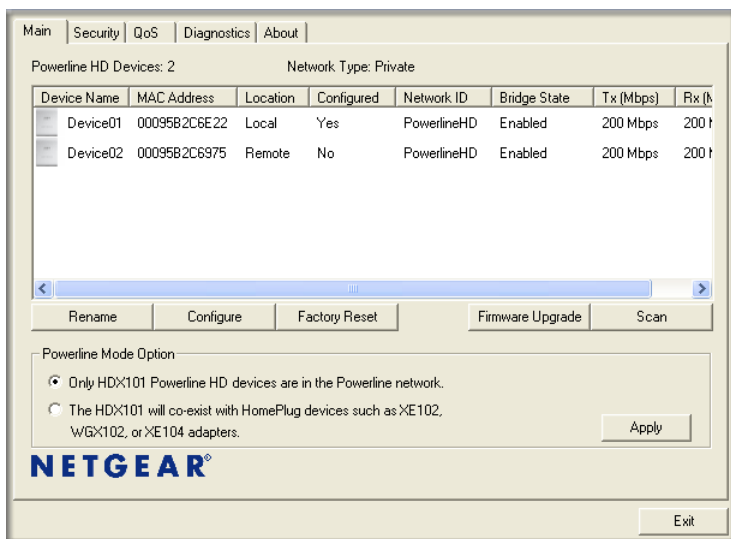 Main Security QoS Diagnostics About
Powerline HD Devices: 2 Network Type: Private
Device Name MAC Address Location Configured Network ID Bridge State Tx (Mbps) Rx (M
Device01 00095B2C6E22 Local Yes PowerlineHD Enabled 200 Mbps 200 M
Device02 00095B2C6975 Remote No PowerlineHD Enabled 200 Mbps 200 M
Rename Configure Factory Reset Firmware Upgrade Scan
Powerline Mode Option
Only HDX101 Powerline HD devices are in the Powerline network.
The HDX101 will co-exist with HomePlug devices such as XE102,
WGX102, or XE104 adapters.
Apply
NETGEAR®
Exit